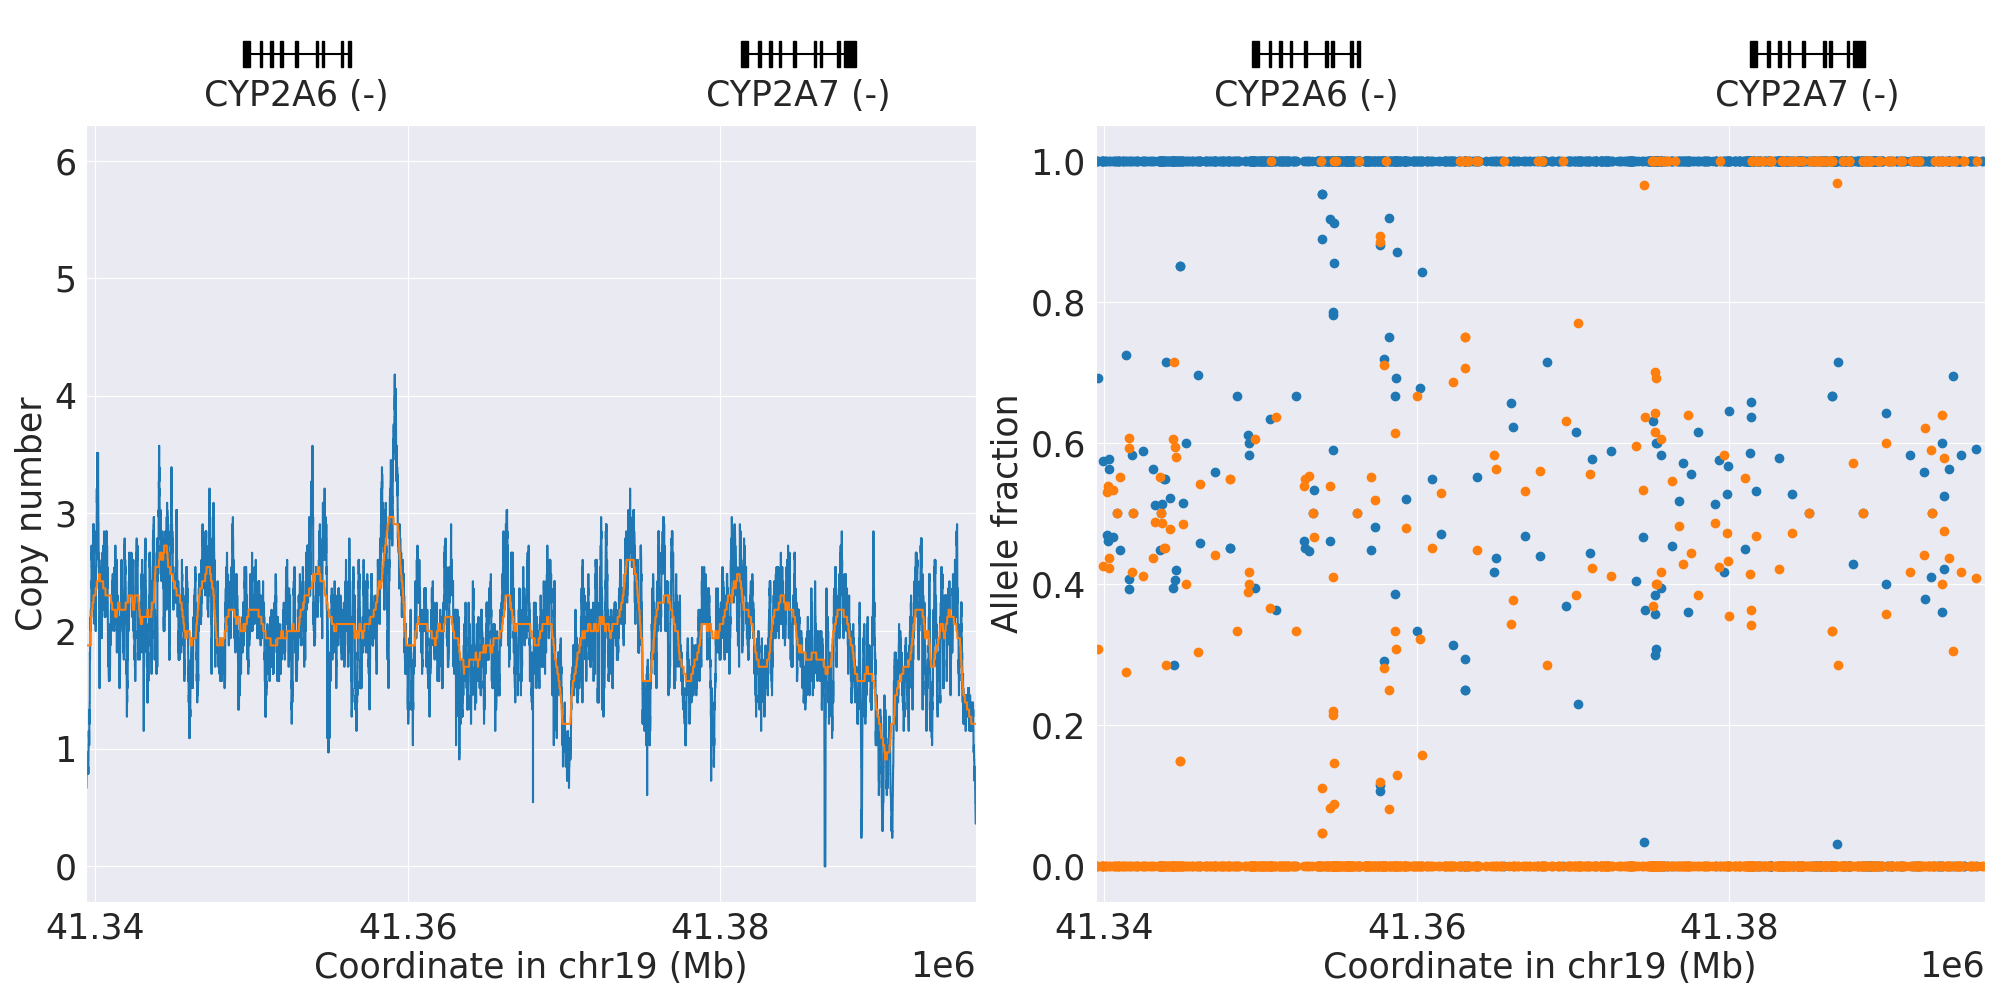 CYP2A6 (-)
CYP2A7 (-)
6
5
4
3
2
1
0
Copy number
41.34
41.36
41.38
Coordinate in chr19 (Mb)
1e6
CYP2A6 (-)
CYP2A7 (-)
1.0
0.8
0.6
0.4
0.2
0.0
Allele fraction
41.34
41.36
41.38
Coordinate in chr19 (Mb)
1e6